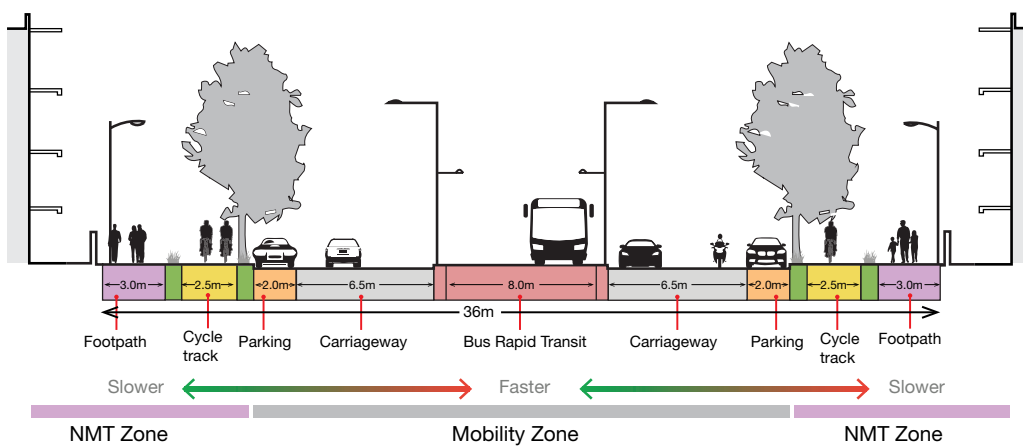 3.0m 2.5m 2.0m 6.5m 8.0m 6.5m 2.0m 2.5m 3.0m
36m
Footpath
Cycle
track
Parking
Carriageway
Bus Rapid Transit
Carriageway
Parking
Cycle
track
Footpath
Slower
Faster
Slower
NMT Zone
Mobility Zone
NMT Zone